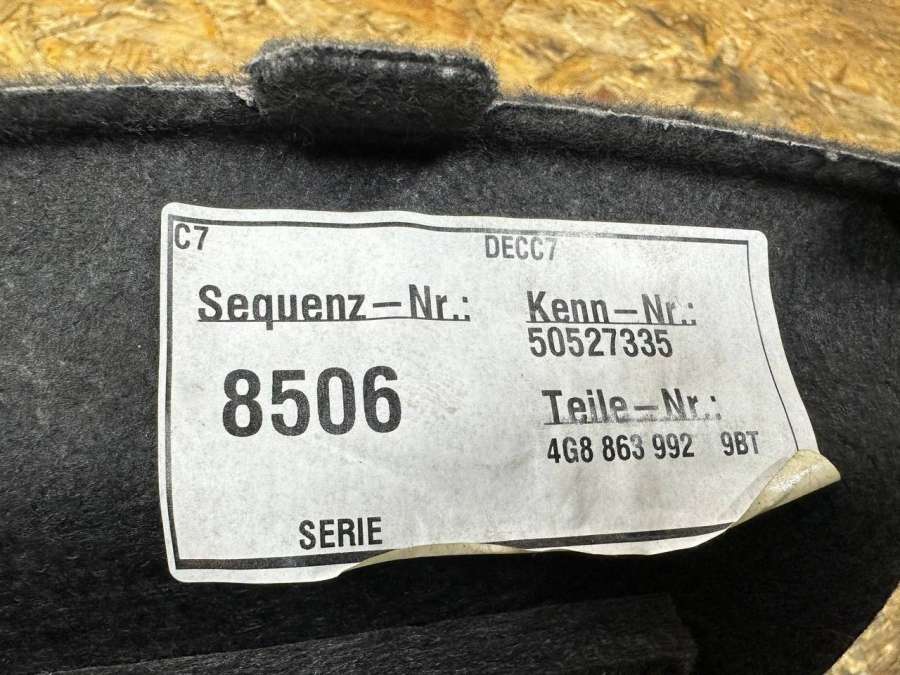 C7
DECC7
Sequenz-Nr.:
8506
Kenn-Nr.:
50527335
Teile-Nr.:
4G8 863 992 9BT
SERIE